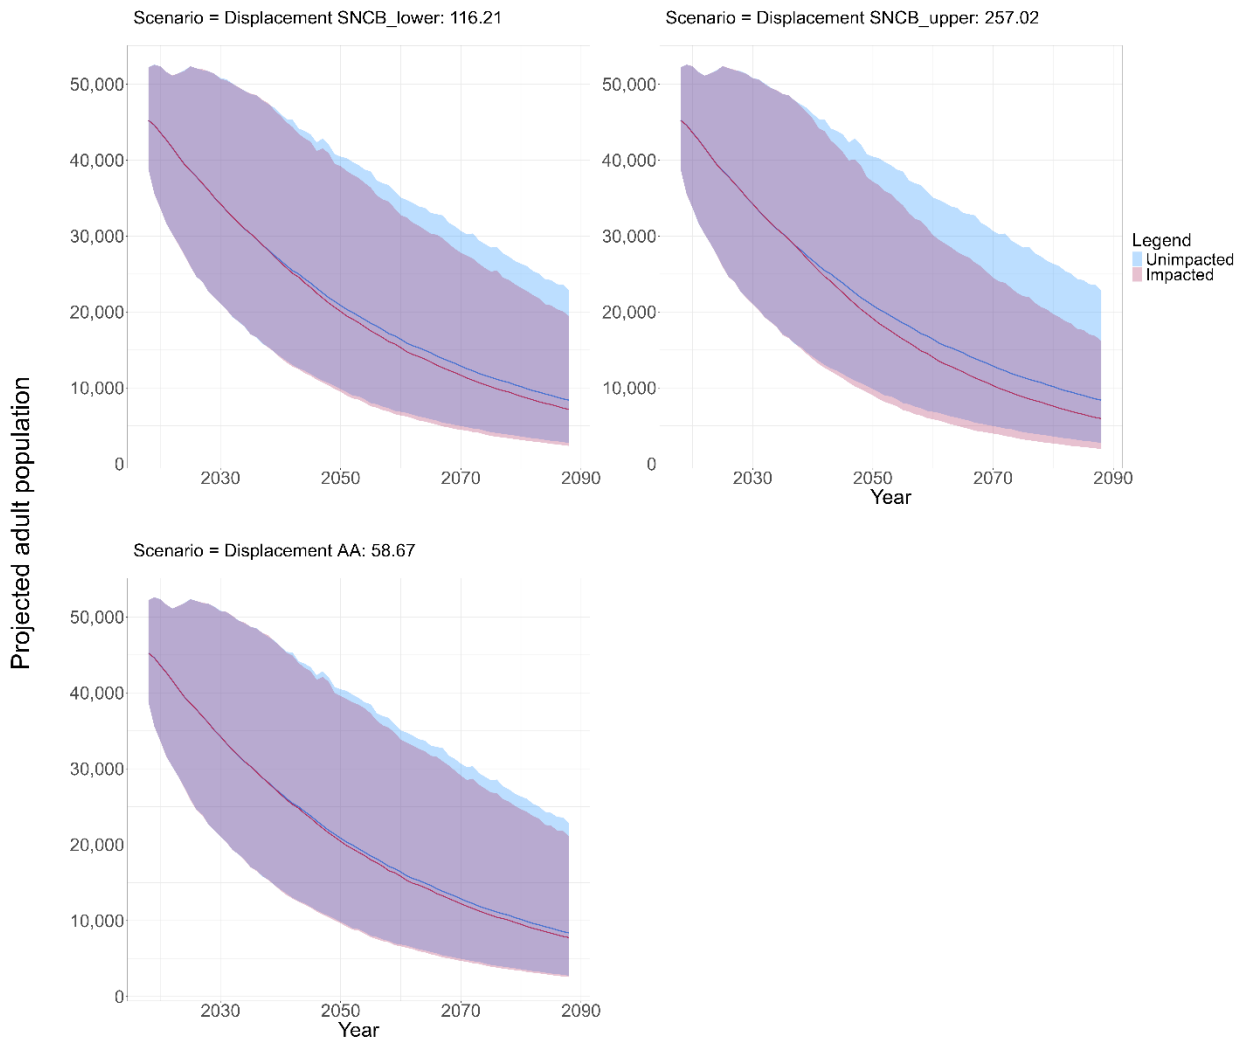 Scenario = Displacement SNCB_lower: 116.21
Scenario = Displacement SNCB_upper: 257.02
50,000
40,000
30,000
20,000
10,000
0
2030 2050 2070 2090
50,000
40,000
30,000
20,000
10,000
0
2030 2050 2070 2090
Year
Legend
Unimpacted
Impacted
Projected adult population
Scenario = Displacement AA: 58.67
50,000
40,000
30,000
20,000
10,000
0
2030 2050 2070 2090
Year